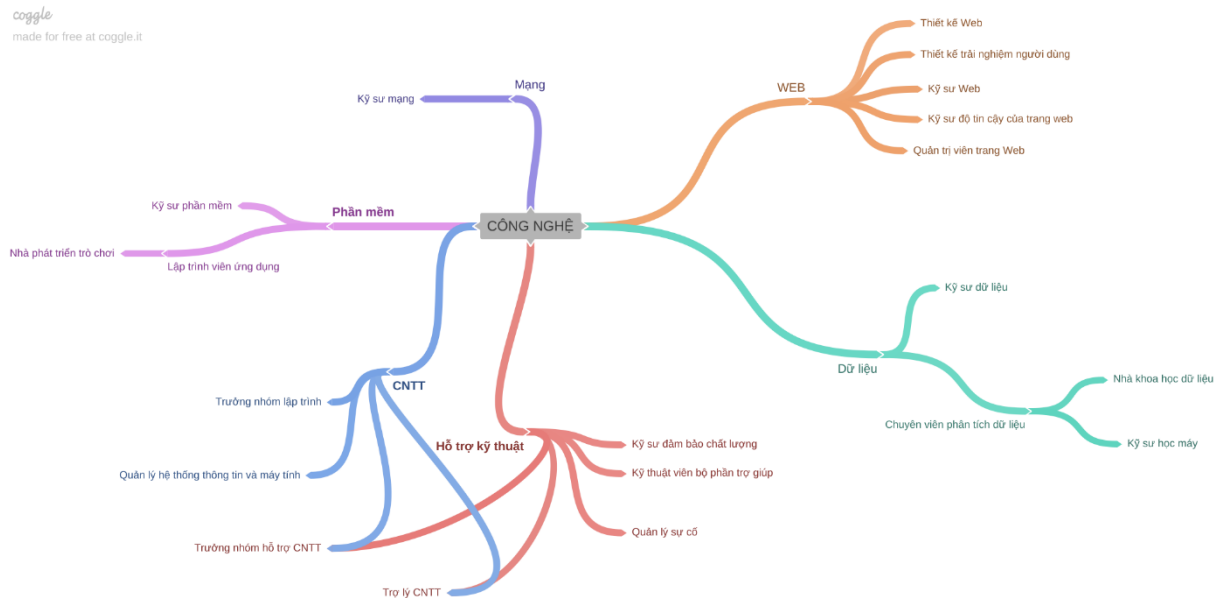 coggle
made for free at coggle.it
CÔNG NGHỆ
Mạng
Kỹ sư mạng
WEB
Thiết kế Web
Thiết kế trải nghiệm người dùng
Kỹ sư Web
Kỹ sư độ tin cậy của trang web
Quản trị viên trang Web
Phần mềm
Kỹ sư phần mềm
Lập trình viên ứng dụng
Nhà phát triển trò chơi
CNTT
Trưởng nhóm lập trình
Quản lý hệ thống thông tin và máy tính
Trưởng nhóm hỗ trợ CNTT
Trợ lý CNTT
Hỗ trợ kỹ thuật
Kỹ sư đảm bảo chất lượng
Kỹ thuật viên bộ phần trợ giúp
Quản lý sự cố
Dữ liệu
Kỹ sư dữ liệu
Chuyên viên phân tích dữ liệu
Nhà khoa học dữ liệu
Kỹ sư học máy